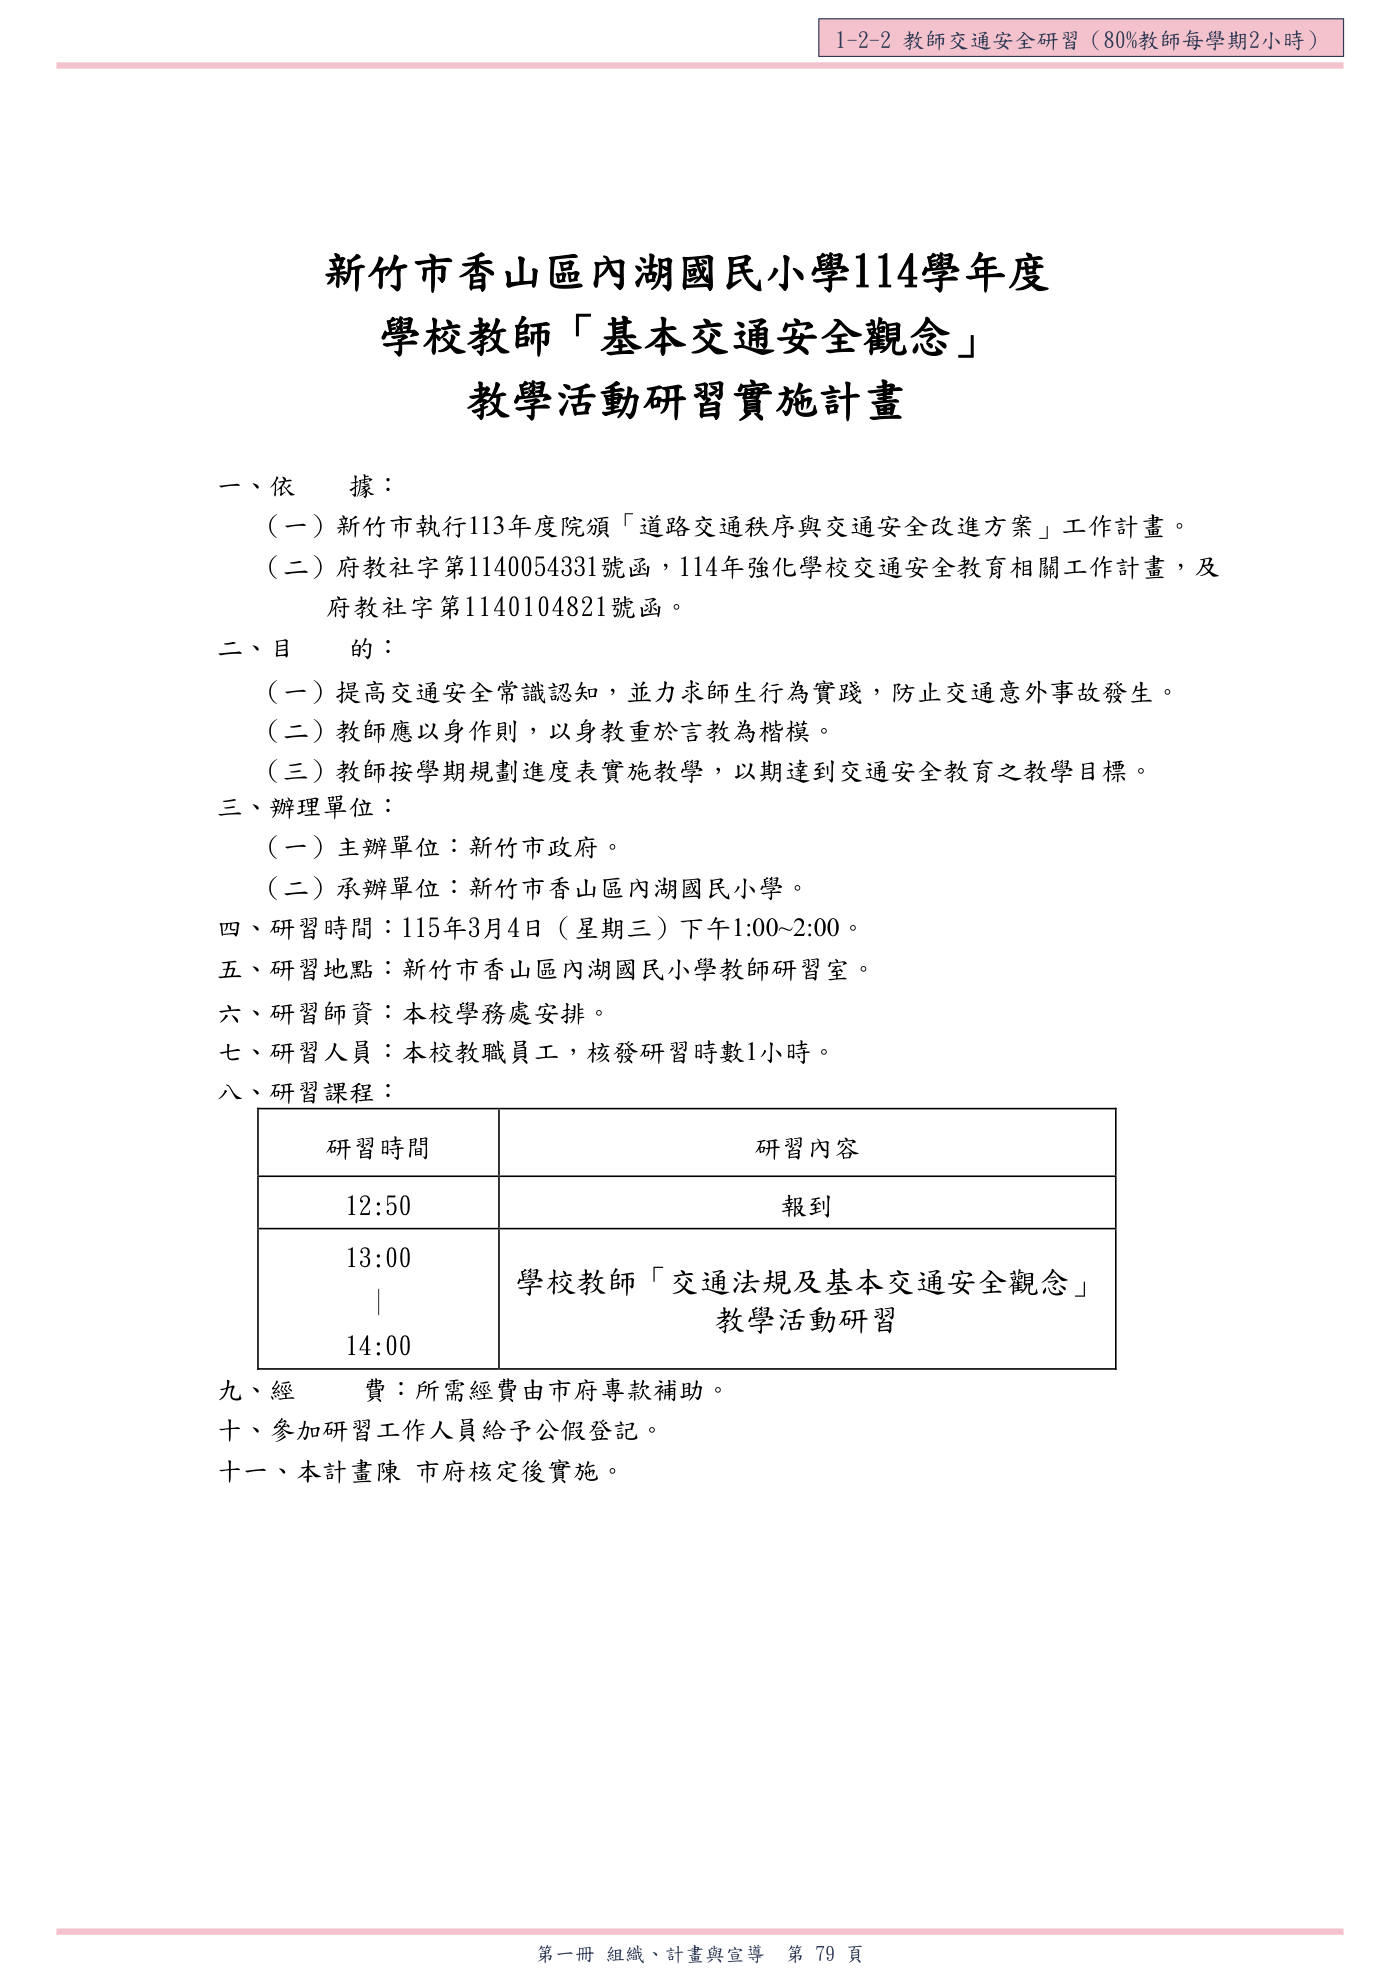 1-2-2 教師交通安全研習（80%教師每學期2小時）
新竹市香山區內湖國民小學114學年度
學校教師「基本交通安全觀念」
教學活動研習實施計畫
一、依　　據：
（一）新竹市執行113年度院頒「道路交通秩序與交通安全改進方案」工作計畫。
（二）府教社字第1140054331號函，114年強化學校交通安全教育相關工作計畫，及
府教社字第1140104821號函。
二、目　　的：
（一）提高交通安全常識認知，並力求師生行為實踐，防止交通意外事故發生。
（二）教師應以身作則，以身教重於言教為楷模。
（三）教師按學期規劃進度表實施教學，以期達到交通安全教育之教學目標。
三、辦理單位：
（一）主辦單位：新竹市政府。
（二）承辦單位：新竹市香山區內湖國民小學。
四、研習時間：115年3月4日（星期三）下午1:00~2:00。
五、研習地點：新竹市香山區內湖國民小學教師研習室。
六、研習師資：本校學務處安排。
七、研習人員：本校教職員工，核發研習時數1小時。
八、研習課程：
研習時間　研習內容
12:50　報到
13:00
｜
14:00
學校教師「交通法規及基本交通安全觀念」
教學活動研習
九、經　　費：所需經費由市府專款補助。
十、參加研習工作人員給予公假登記。
十一、本計畫陳 市府核定後實施。
第一冊 組織、計畫與宣導　第 79 頁